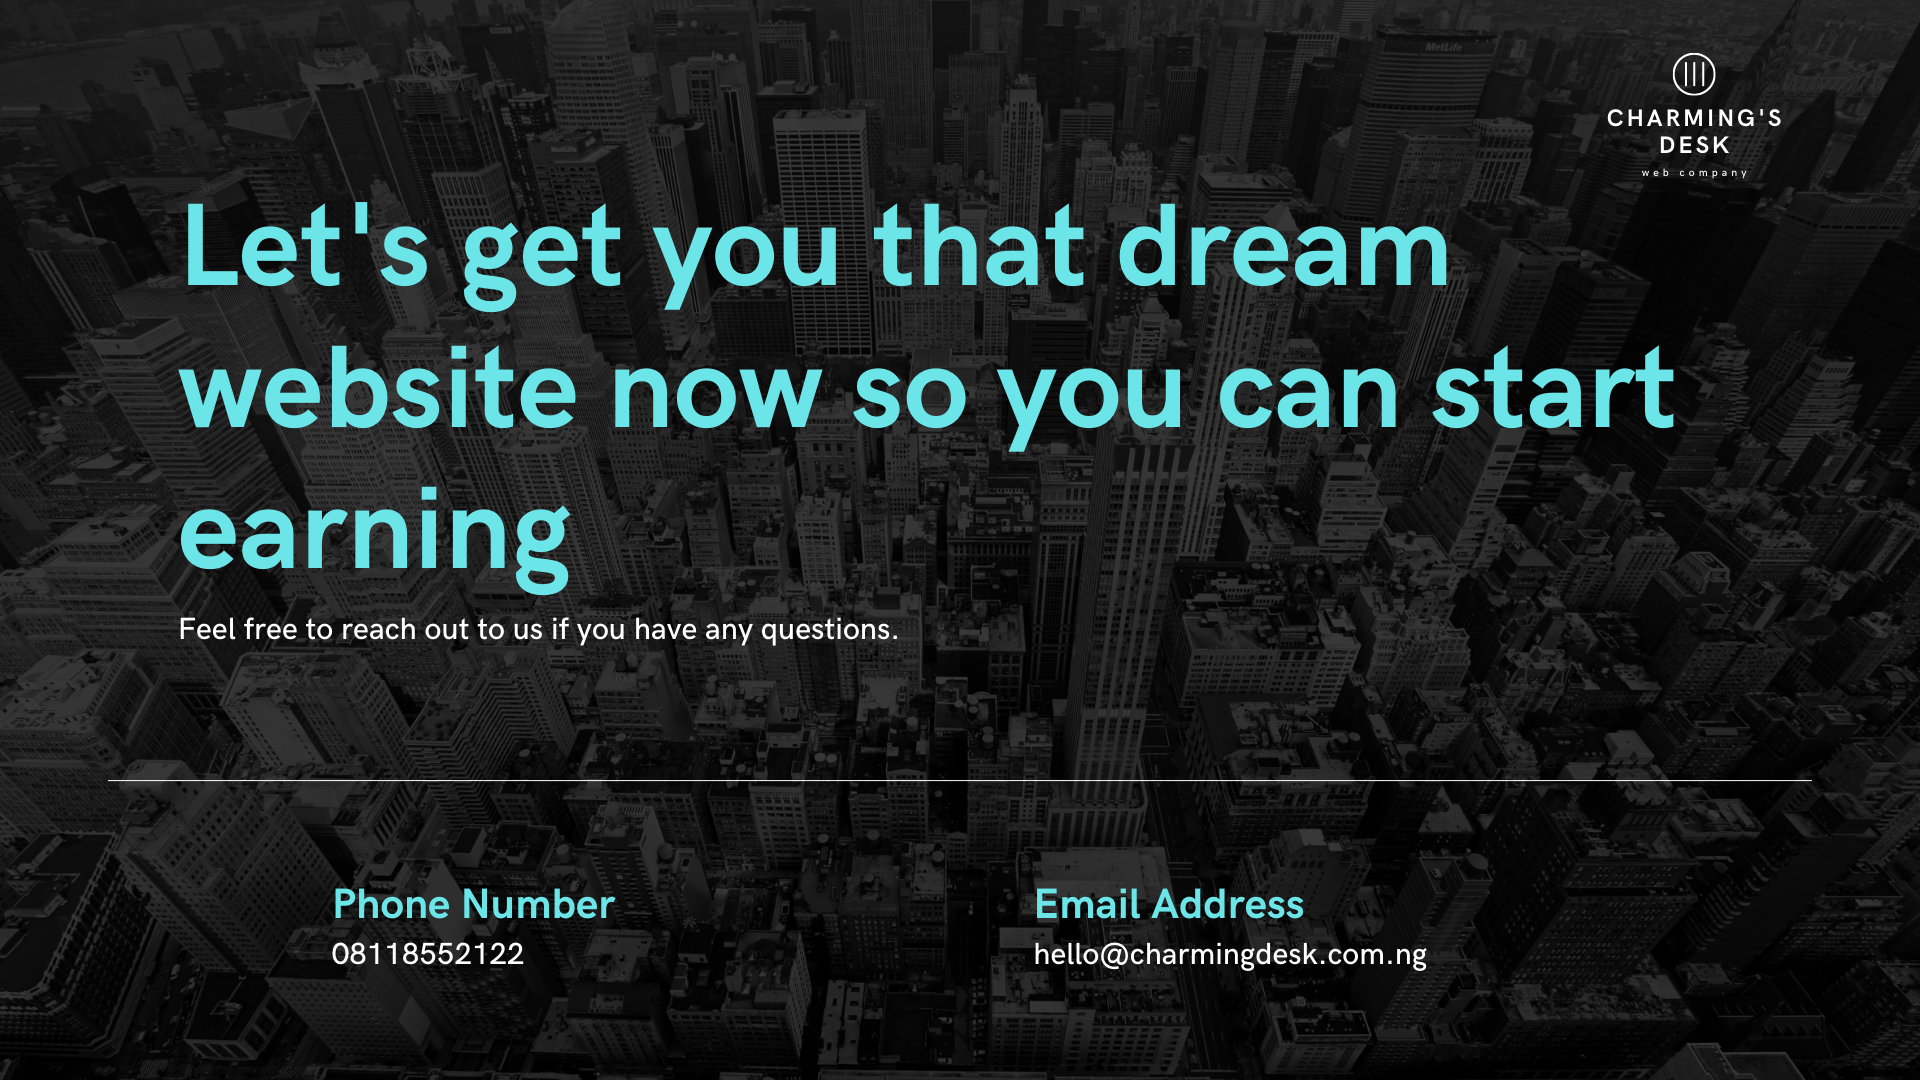 MetLife
CHARMING'S
DESK
web company
Let's get you that dream
website now so you can start
earning
Feel free to reach out to us if you have any questions.
Phone Number
08118552122
Email Address
hello@charmingdesk.com.ng